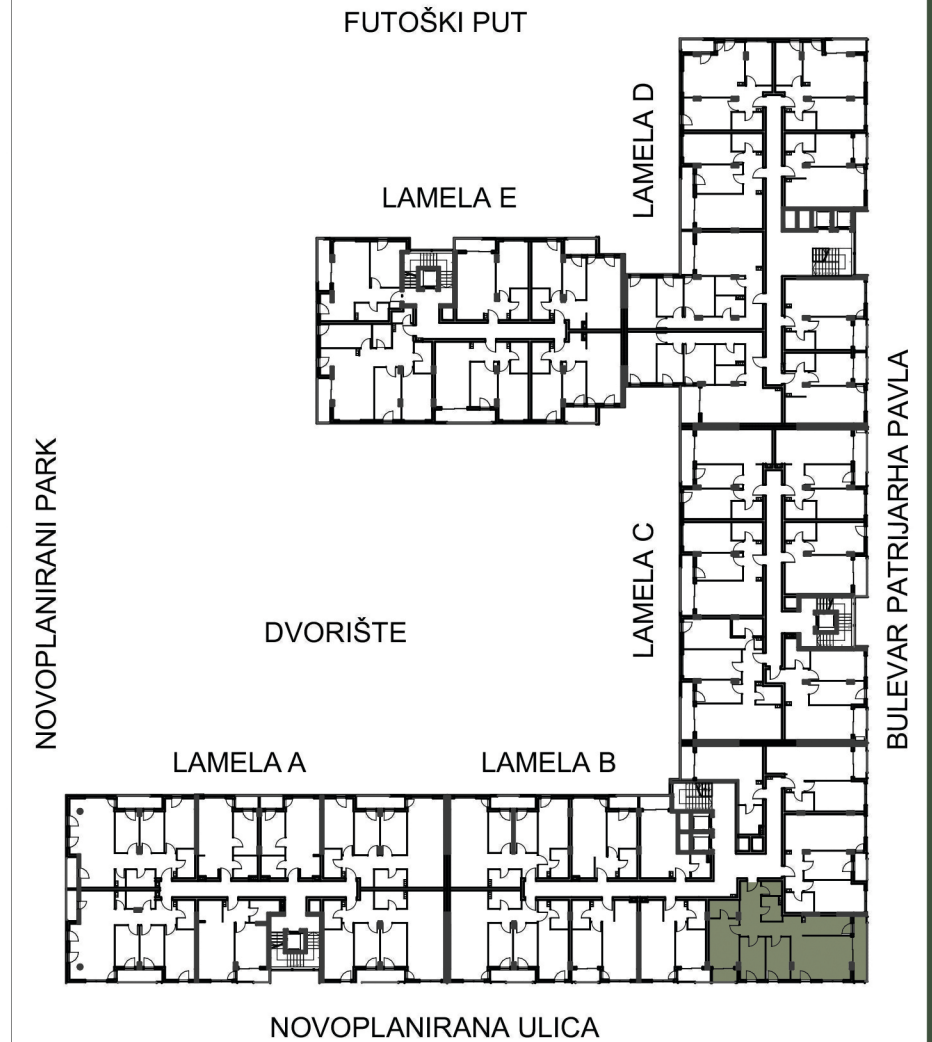 FUTOŠKI PUT
LAMELA D
LAMELA E
BULEVAR PATRIJARHA PAVLA
NOVOPLANIRANI PARK
LAMELA C
DVORIŠTE
LAMELA A
LAMELA B
NOVOPLANIRANA ULICA